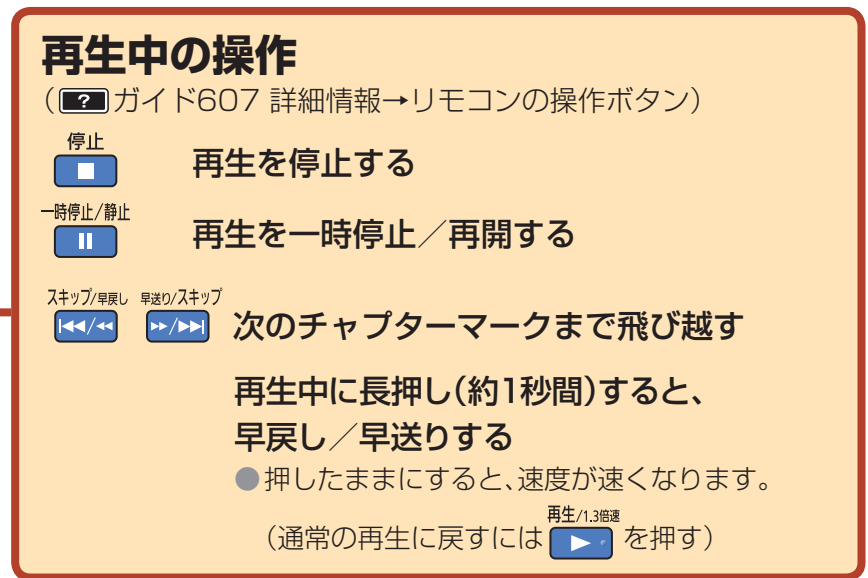 再生中の操作
(? ガイド607 詳細情報→リモコンの操作ボタン)
停止
再生を停止する
一時停止/静止
再生を一時停止／再開する
スキップ/早戻し 早送り/スキップ
次のチャプターマークまで飛び越す
再生中に長押し(約1秒間)すると、
早戻し／早送りする
●押したままにすると、速度が速くなります。
再生/1.3倍速
(通常の再生に戻すには を押す)